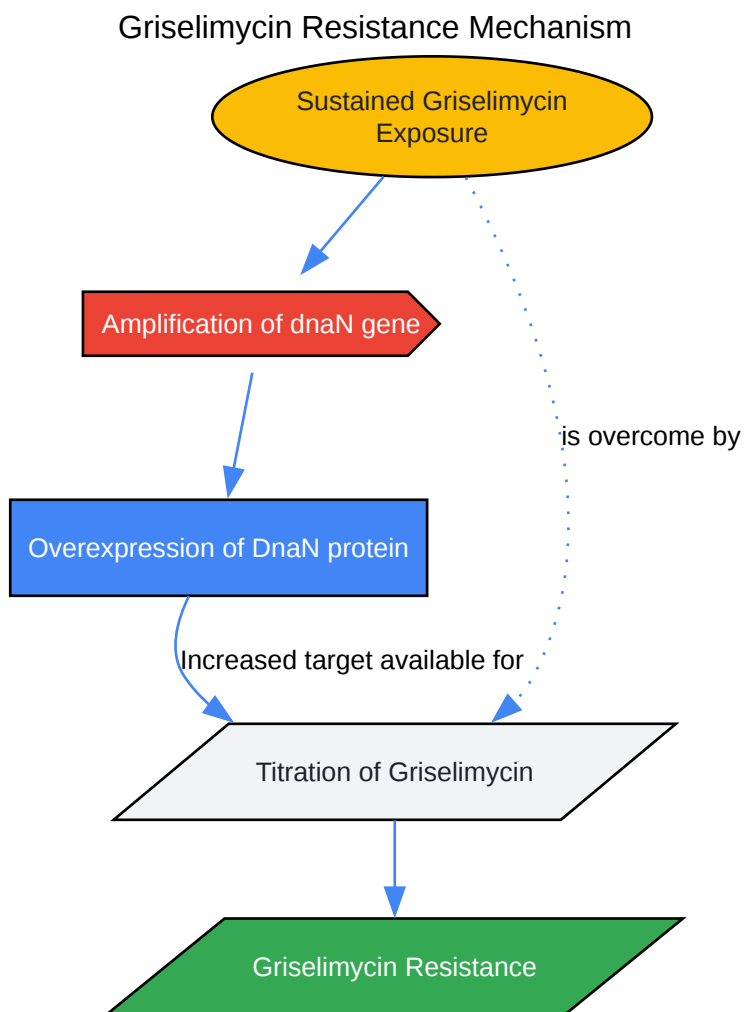 Griselimycin Resistance Mechanism
Sustained Griselimycin
Exposure
Amplification of dnaN gene
is overcome by
Overexpression of DnaN protein
Increased target available for
Titration of Griselimycin
Griselimycin Resistance